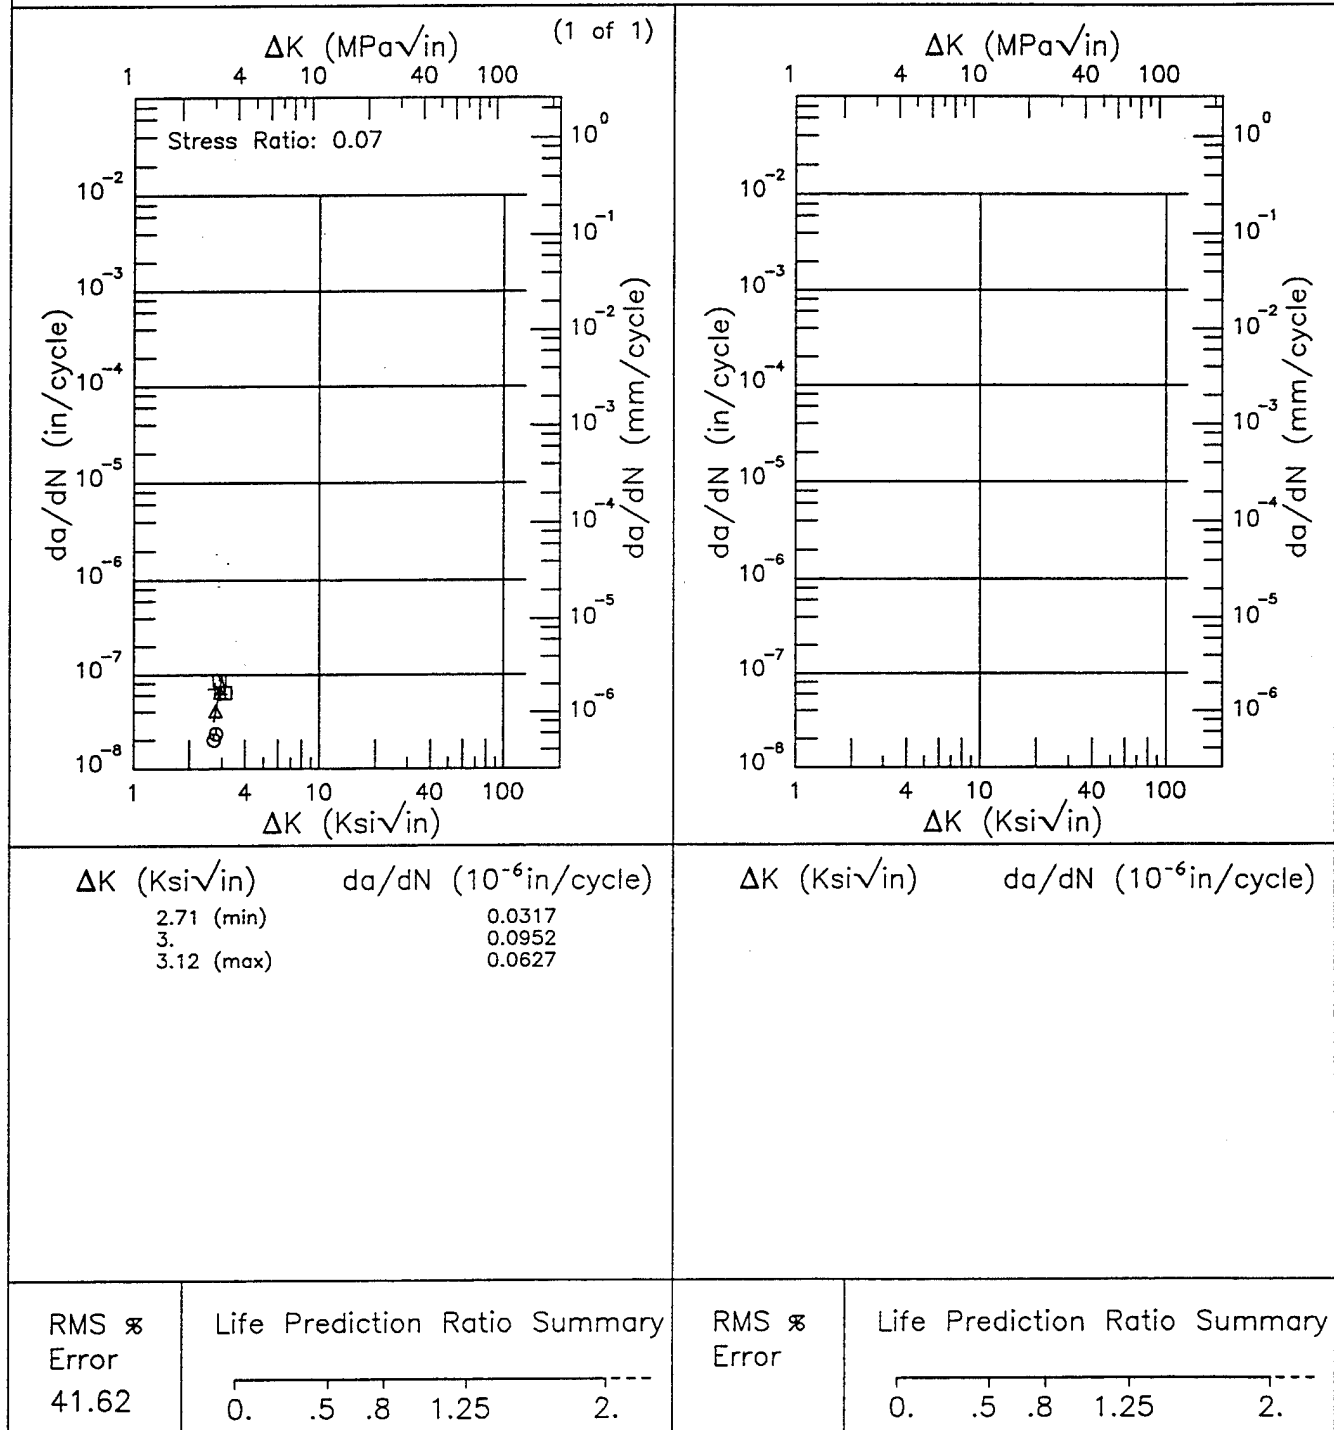 (1 of 1)
ΔK (MPa√in)
1 4 10 40 100
Stress Ratio: 0.07
da/dN (in/cycle)
10⁻²
10⁻³
10⁻⁴
10⁻⁵
10⁻⁶
10⁻⁷
10⁻⁸
10⁰
10⁻¹
10⁻²
10⁻³
10⁻⁴
10⁻⁵
10⁻⁶
da/dN (mm/cycle)
1 4 10 40 100
ΔK (Ksi√in)
ΔK (MPa√in)
1 4 10 40 100
da/dN (in/cycle)
10⁻²
10⁻³
10⁻⁴
10⁻⁵
10⁻⁶
10⁻⁷
10⁻⁸
10⁰
10⁻¹
10⁻²
10⁻³
10⁻⁴
10⁻⁵
10⁻⁶
da/dN (mm/cycle)
1 4 10 40 100
ΔK (Ksi√in)
ΔK (Ksi√in) da/dN (10⁻⁶in/cycle)
2.71 (min) 0.0317
3. 0.0952
3.12 (max) 0.0627
ΔK (Ksi√in) da/dN (10⁻⁶in/cycle)
RMS %
Error
41.62
Life Prediction Ratio Summary
0. .5 .8 1.25 2.
RMS %
Error
Life Prediction Ratio Summary
0. .5 .8 1.25 2.